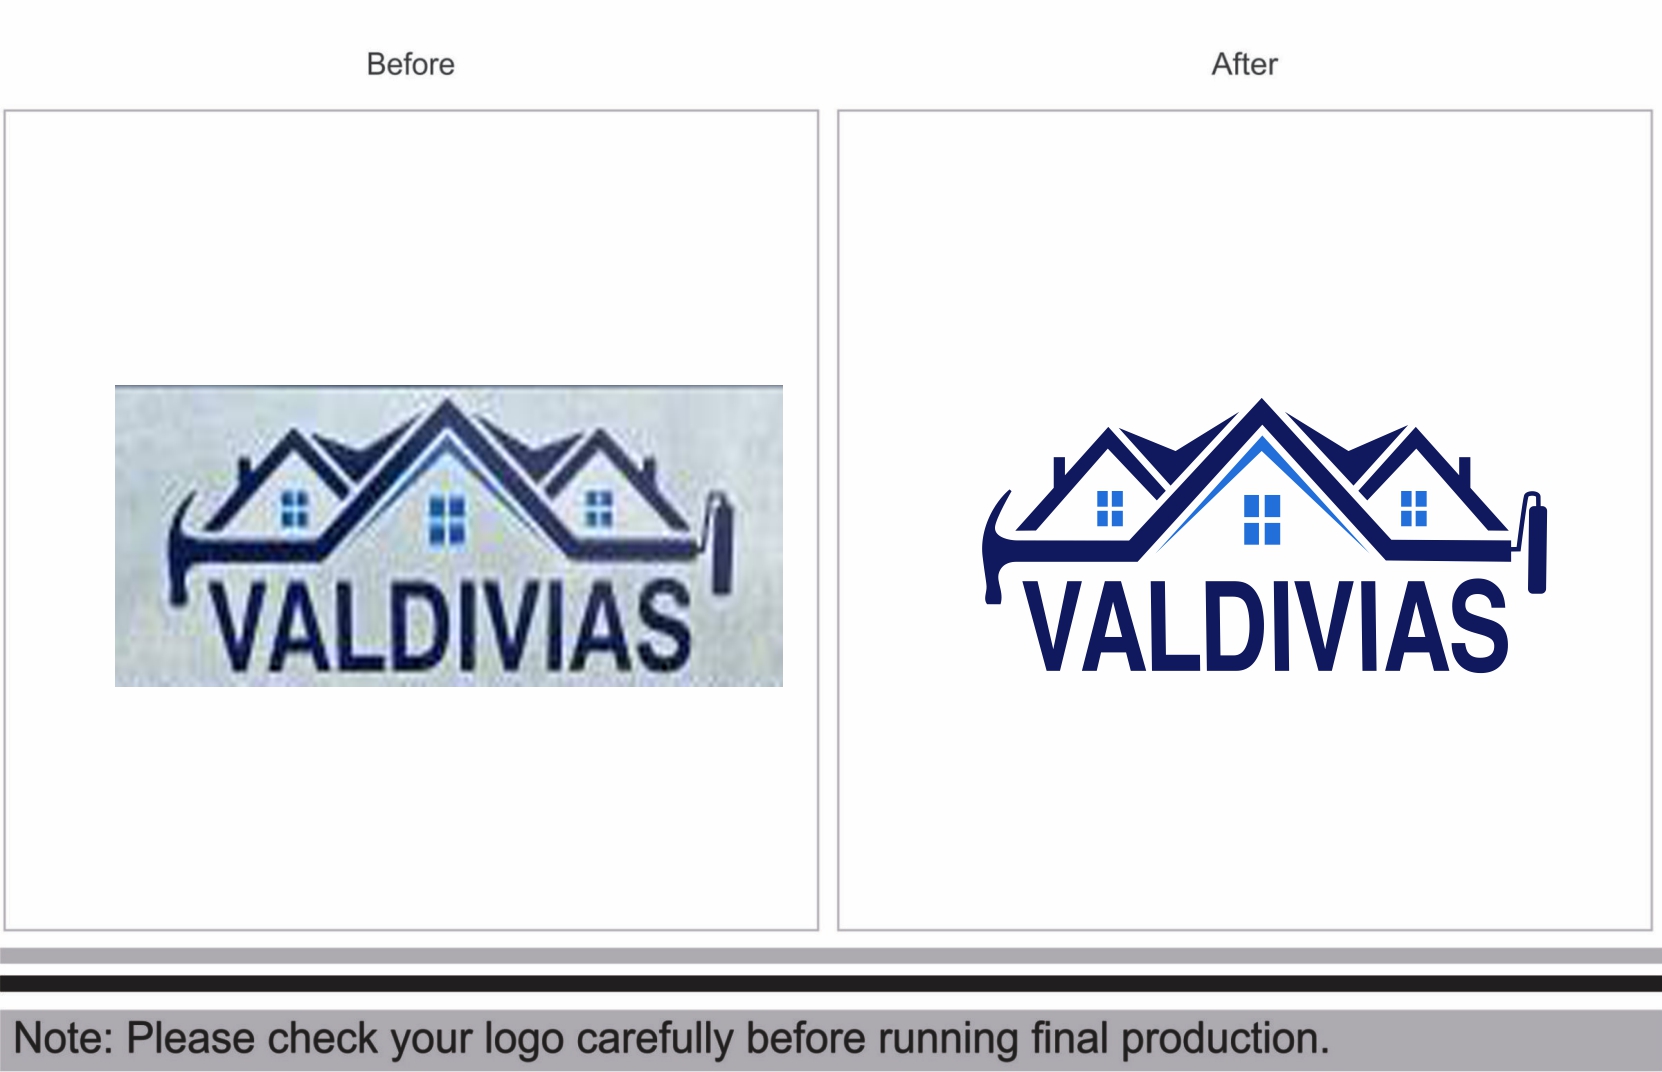 Before
After
VALDIVIAS
VALDIVIAS
Note: Please check your logo carefully before running final production.